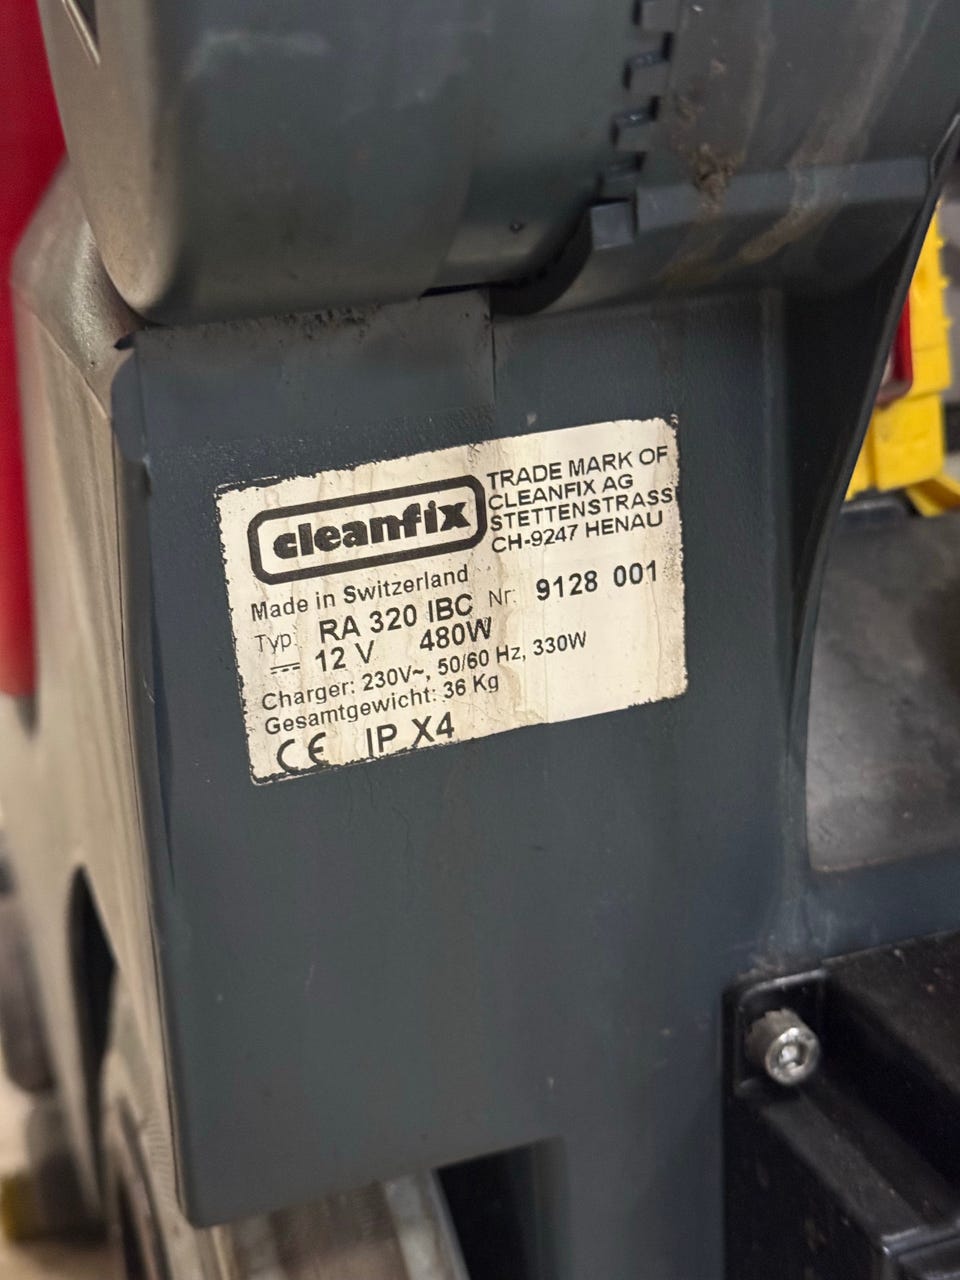 cleanfix
TRADE MARK OF
CLEANFIX AG
STETTENSTRASS
CH-9247 HENAU
Made in Switzerland
Typ: RA 320 IBC Nr: 9128 001
12 V 480W
Charger: 230V~, 50/60 Hz, 330W
Gesamtgewicht: 36 Kg
CE IP X4